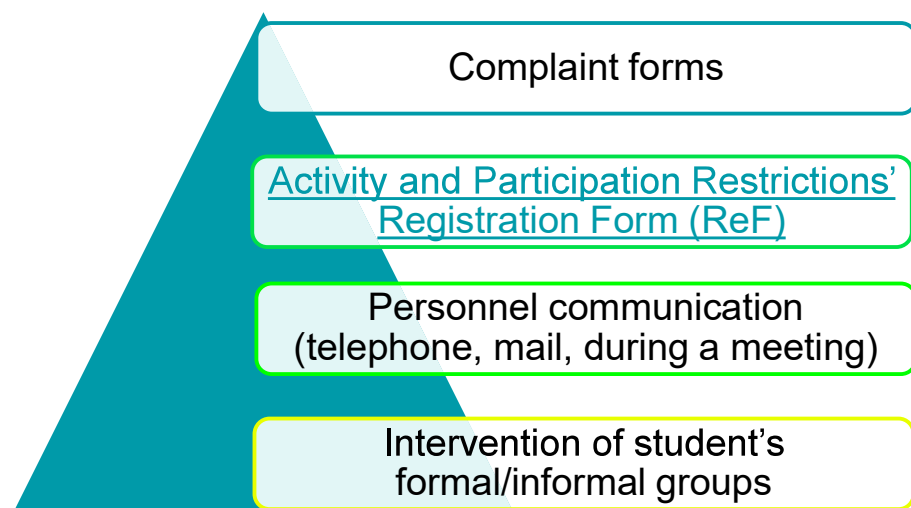 Complaint forms
Activity and Participation Restrictions’
Registration Form (ReF)
Personnel communication
(telephone, mail, during a meeting)
Intervention of student’s
formal/informal groups